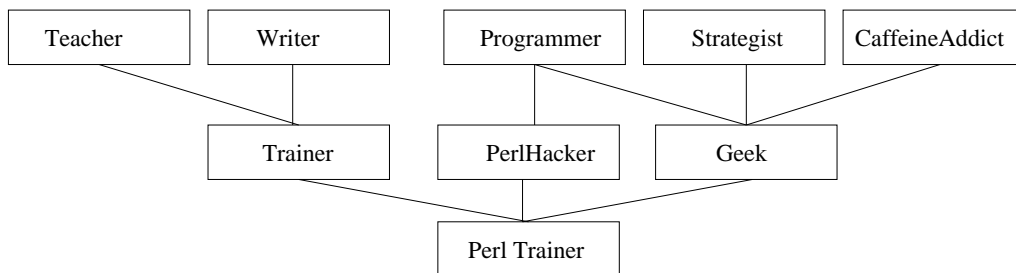 Teacher
Writer
Programmer
Strategist
CaffeineAddict
Trainer
PerlHacker
Geek
Perl Trainer